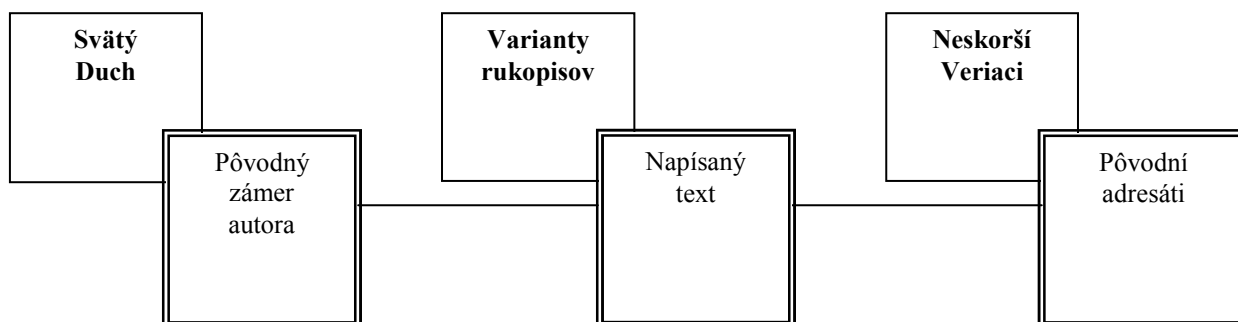 Svätý
Duch
Varianty
rukopisov
Neskorší
Veriaci
Pôvodný
zámer
autora
Napísaný
text
Pôvodní
adresáti